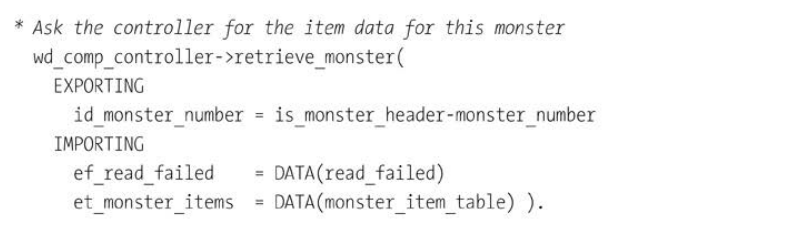 * Ask the controller for the item data for this monster
wd_comp_controller->retrieve_monster(
EXPORTING
id_monster_number = is_monster_header-monster_number
IMPORTING
ef_read_failed = DATA(read_failed)
et_monster_items = DATA(monster_item_table) ).